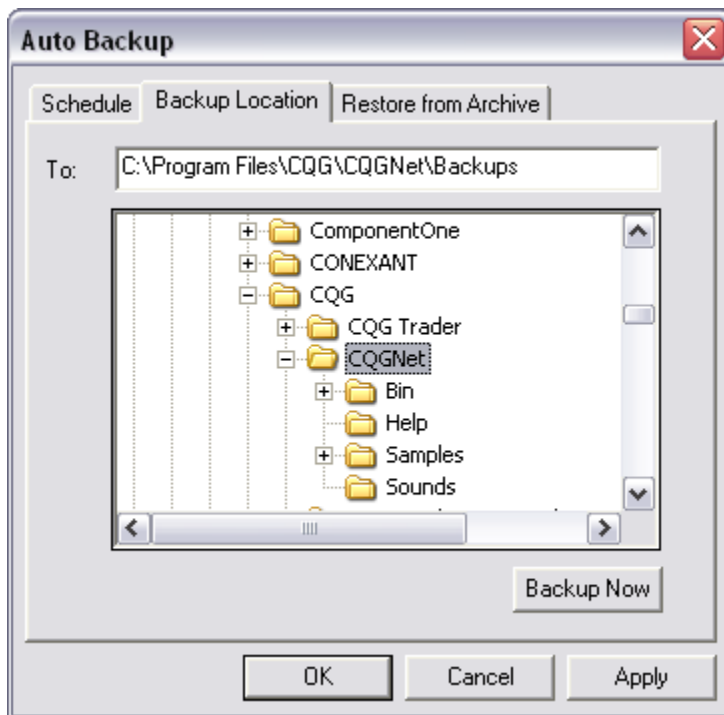 Auto Backup
Schedule
Backup Location
Restore from Archive
To:
C:\Program Files\CQG\CQGNet\Backups
ComponentOne
CONEXANT
CQG
CQG Trader
CQGNet
Bin
Help
Samples
Sounds
Backup Now
OK
Cancel
Apply